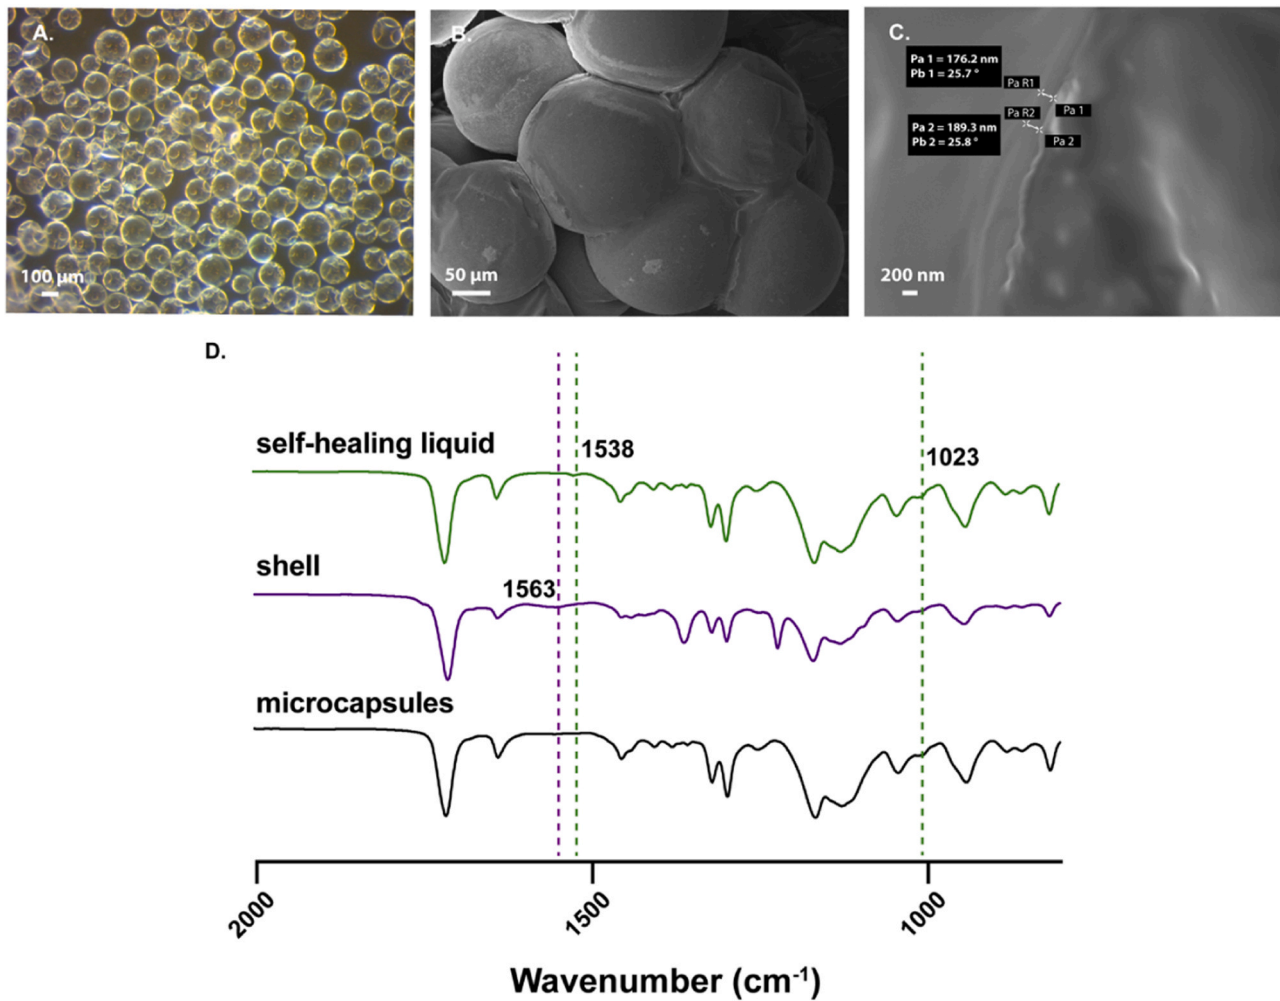 A.
100 µm
B.
50 µm
C.
Pa 1 = 176.2 nm
Pb 1 = 25.7 °
Pa R1
Pa 1
Pa R2
Pa 2 = 189.3 nm
Pb 2 = 25.8 °
Pa 2
200 nm
D.
self-healing liquid
1538
1023
shell
1563
microcapsules
2000
1500
1000
Wavenumber (cm⁻¹)